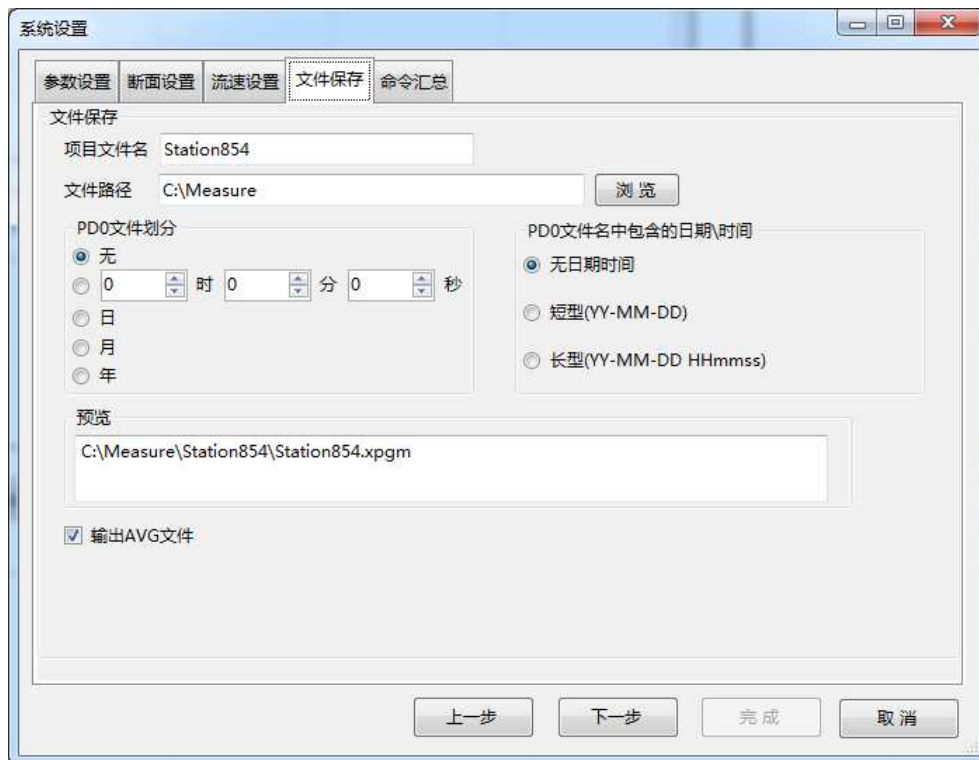 系统设置
参数设置 断面设置 流速设置 文件保存 命令汇总
文件保存
项目文件名 Station854
文件路径 C:\Measure 浏览
PD0文件划分
无
0 时 0 分 0 秒
日
月
年
PD0文件名中包含的日期\时间
无日期时间
短型(YY-MM-DD)
长型(YY-MM-DD HHmmss)
预览
C:\Measure\Station854\Station854.xpgm
输出AVG文件
上一步 下一步 完成 取消